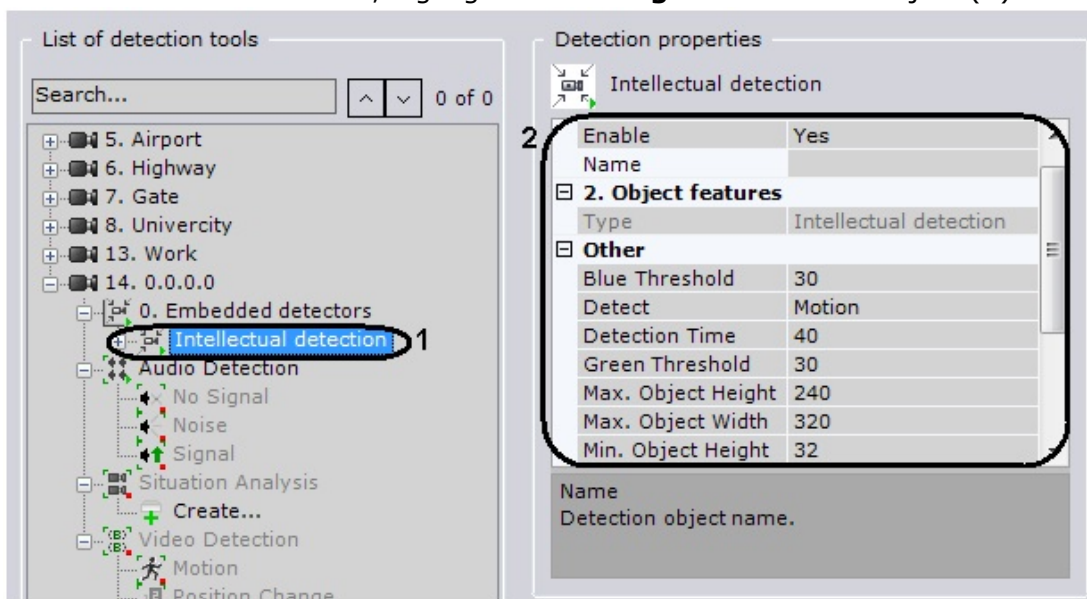 List of detection tools
Search...
0 of 0
5. Airport
6. Highway
7. Gate
8. Univercity
13. Work
14. 0.0.0.0
0. Embedded detectors
Intellectual detection 1
Audio Detection
No Signal
Noise
Signal
Situation Analysis
Create...
Video Detection
Motion
Position Change
Detection properties
Intellectual detection
2
Enable Yes
Name
2. Object features
Type Intellectual detection
Other
Blue Threshold 30
Detect Motion
Detection Time 40
Green Threshold 30
Max. Object Height 240
Max. Object Width 320
Min. Object Height 32
Name
Detection object name.